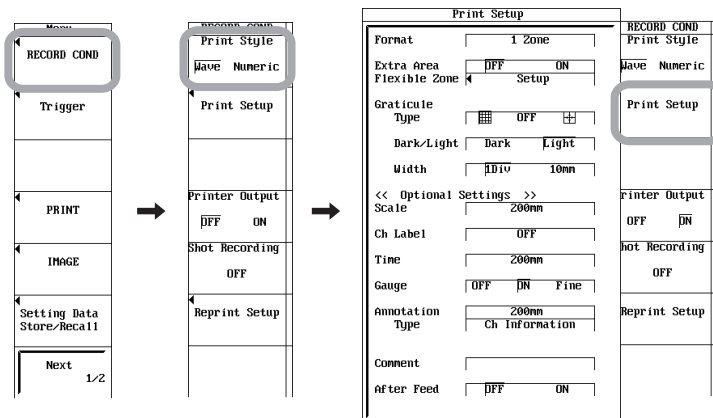 Menu
RECORD COND
Trigger
PRINT
IMAGE
Setting Data
Store/Recall
Next
1/2
RECORD COND
Print Style
Wave Numeric
Print Setup
Printer Output
OFF ON
Shot Recording
OFF
Reprint Setup
Print Setup
Format 1 Zone
Extra Area OFF ON
Flexible Zone Setup
Graticule
Type OFF
Dark/Light Dark Light
Width 1Div 10mm
<< Optional Settings >>
Scale 200mm
Ch Label OFF
Time 200mm
Gauge OFF ON Fine
Annotation 200mm
Type Ch Information
Comment
After Feed OFF ON
RECORD COND
Print Style
Wave Numeric
Print Setup
rinter Output
OFF ON
hot Recording
OFF
Reprint Setup